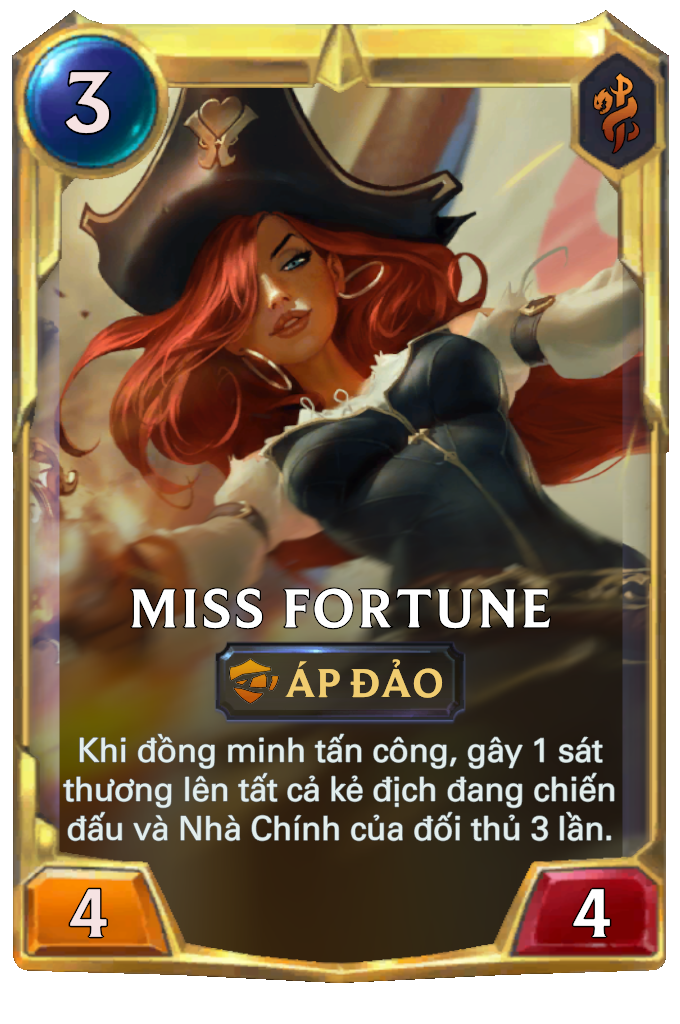 3
MISS FORTUNE
ÁP ĐẢO
Khi đồng minh tấn công, gây 1 sát
thương lên tất cả kẻ địch đang chiến
đấu và Nhà Chính của đối thủ 3 lần.
4
4